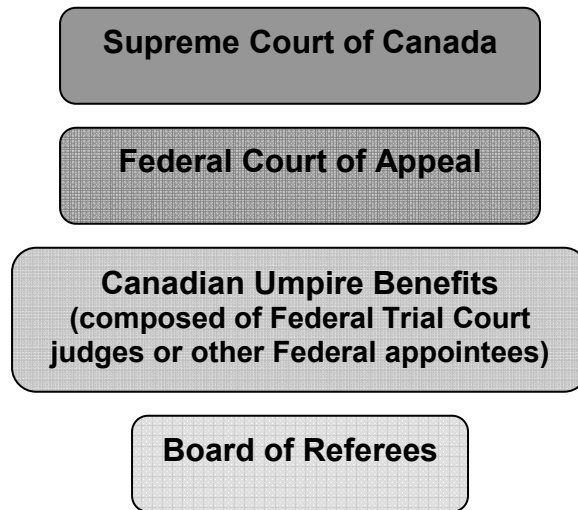 Supreme Court of Canada
Federal Court of Appeal
Canadian Umpire Benefits
(composed of Federal Trial Court
judges or other Federal appointees)
Board of Referees